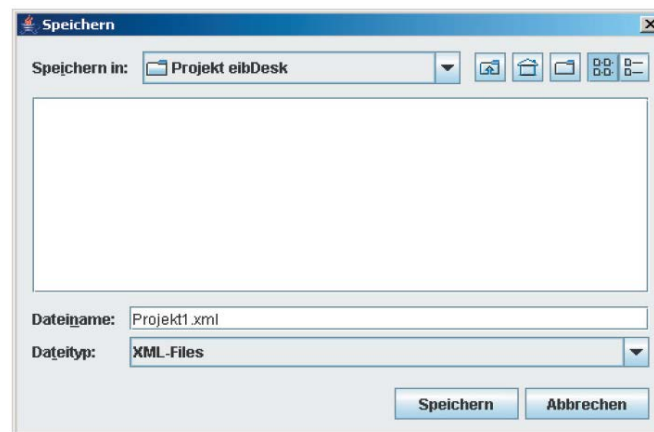 Speichern
Speichern in: Projekt eibDesk
Dateiname: Projekt1.xml
Dateityp: XML-Files
Speichern Abbrechen